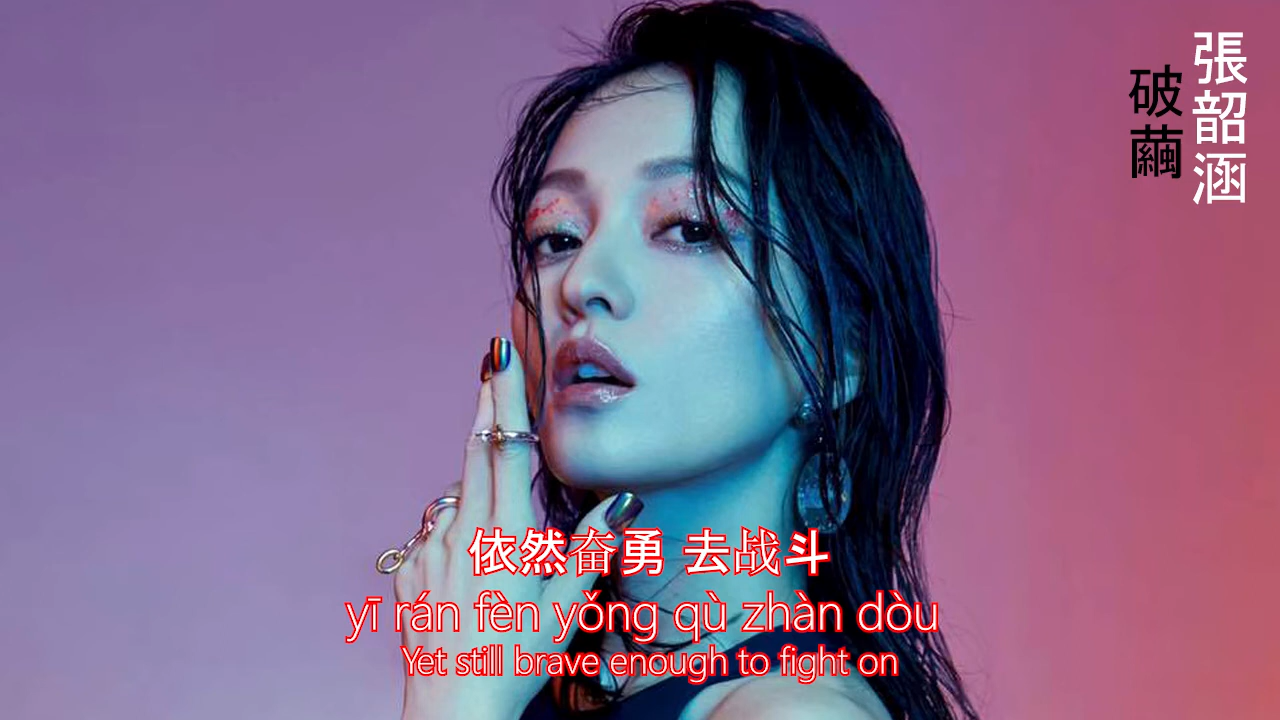 張韶涵
破繭
依然奋勇 去战斗
yī rán fèn yǒng qù zhàn dòu
Yet still brave enough to fight on